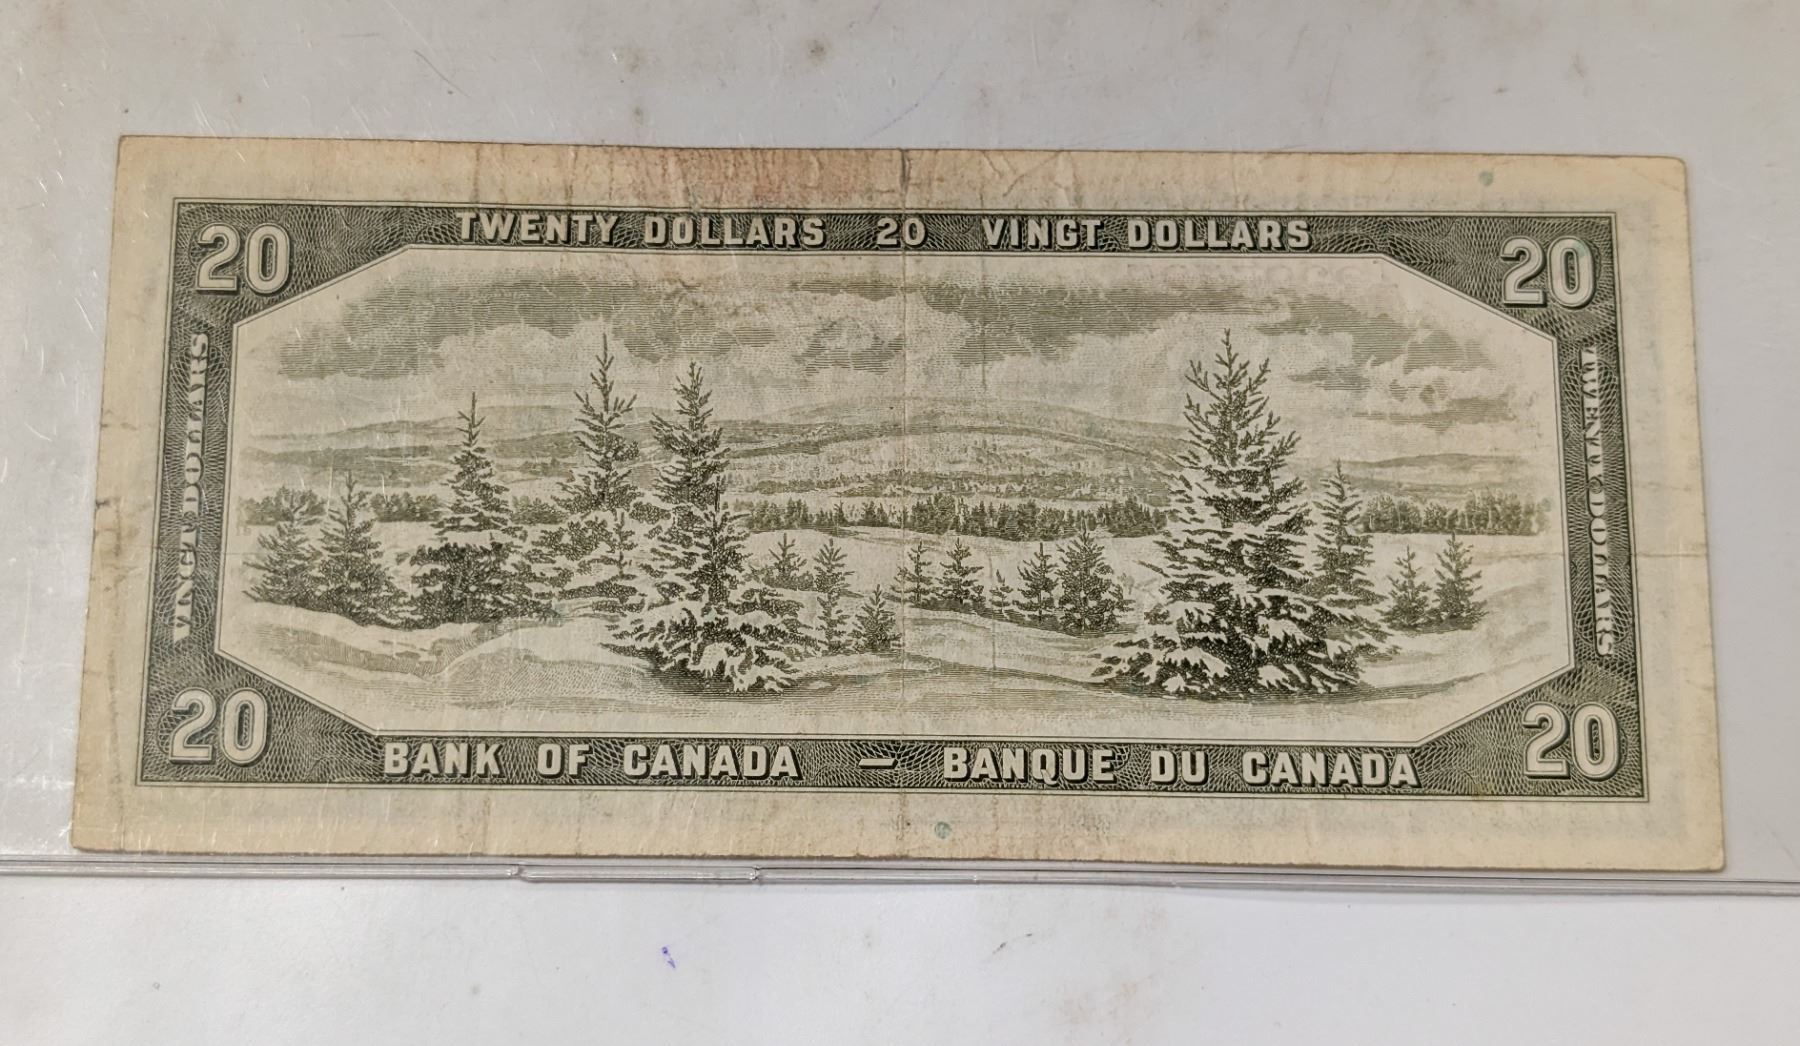 TWENTY DOLLARS 20 VINGT DOLLARS
20
20
VINGT DOLLARS
TWENTY DOLLARS
20
20
BANK OF CANADA — BANQUE DU CANADA